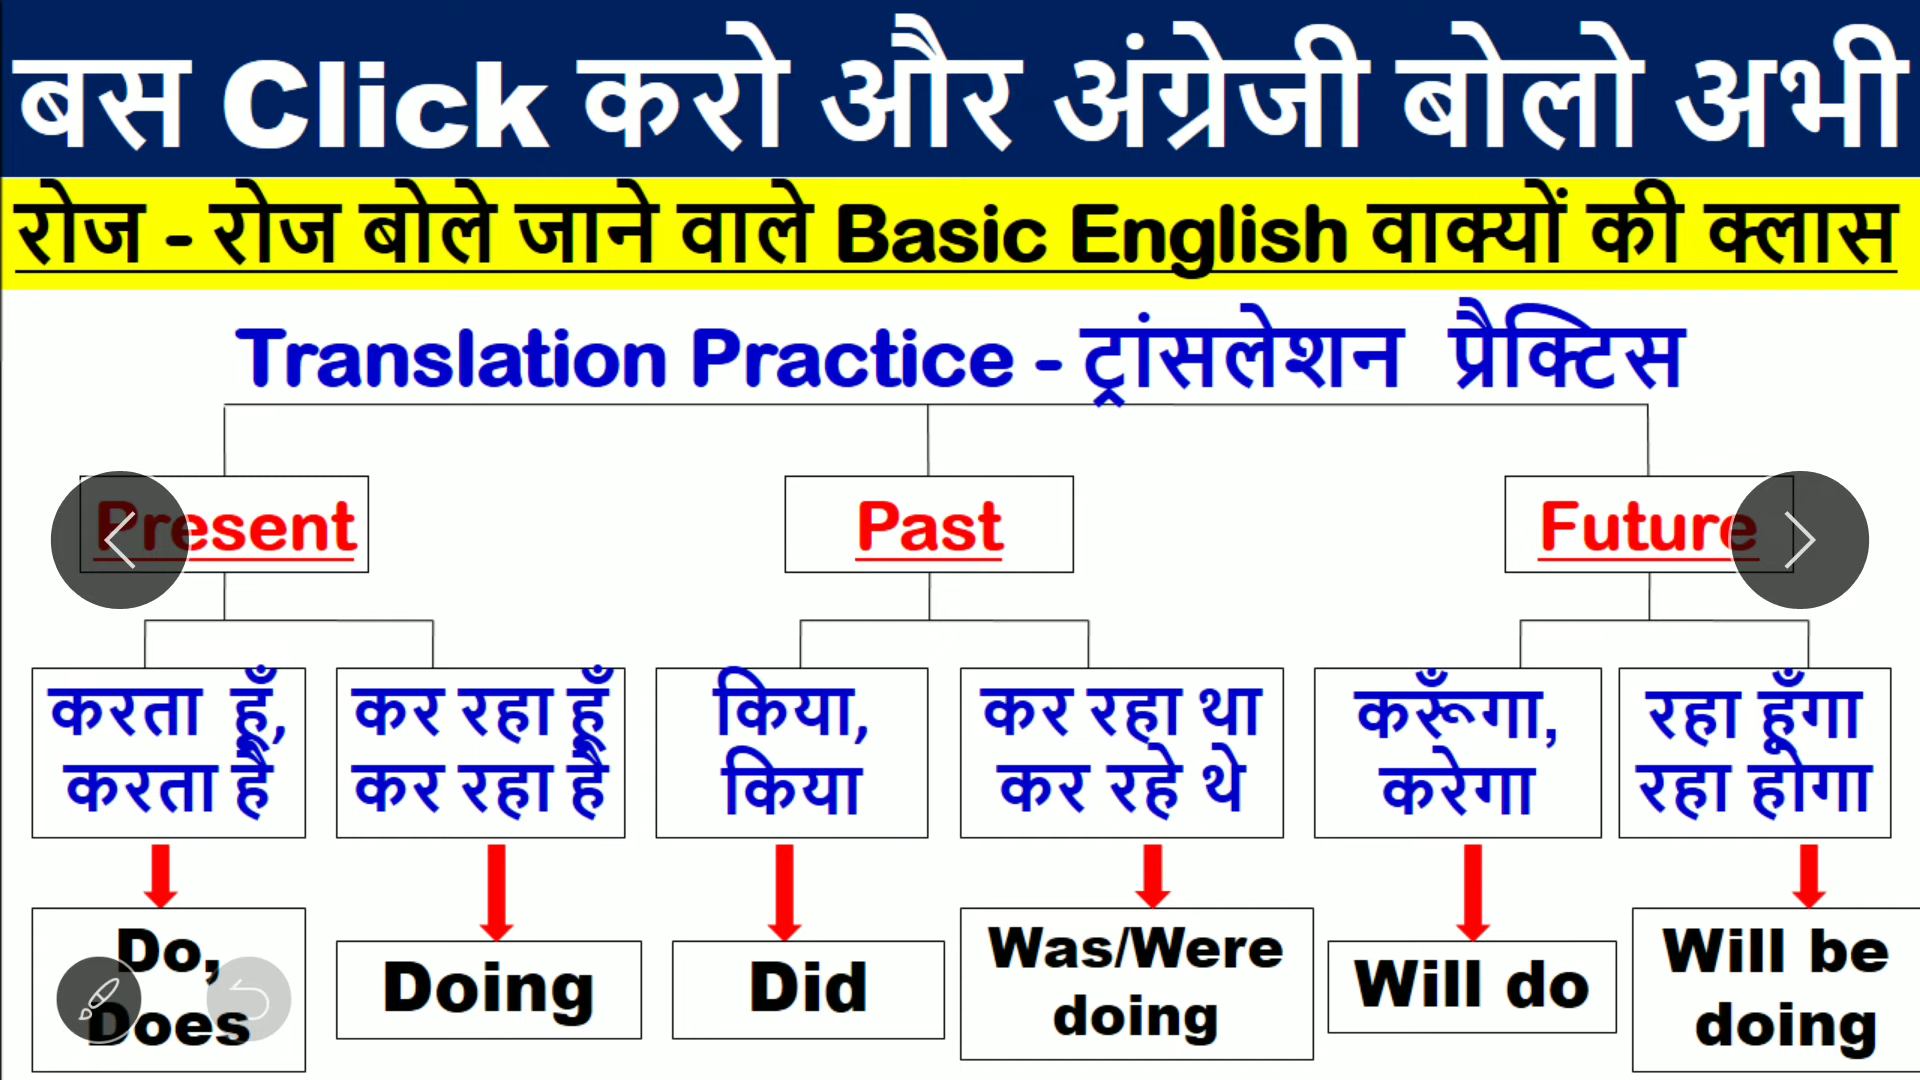 बस Click करो और अंग्रेजी बोलो अभी
रोज - रोज बोले जाने वाले Basic English वाक्यों की क्लास
Translation Practice - ट्रांसलेशन प्रैक्टिस
Present
Past
Future
करता हूँ,
करता है
कर रहा हूँ
कर रहा है
किया,
किया
कर रहा था
कर रहे थे
करूँगा,
करेगा
रहा हूँगा
रहा होगा
Do,
Does
Doing
Did
Was/Were
doing
Will do
Will be
doing